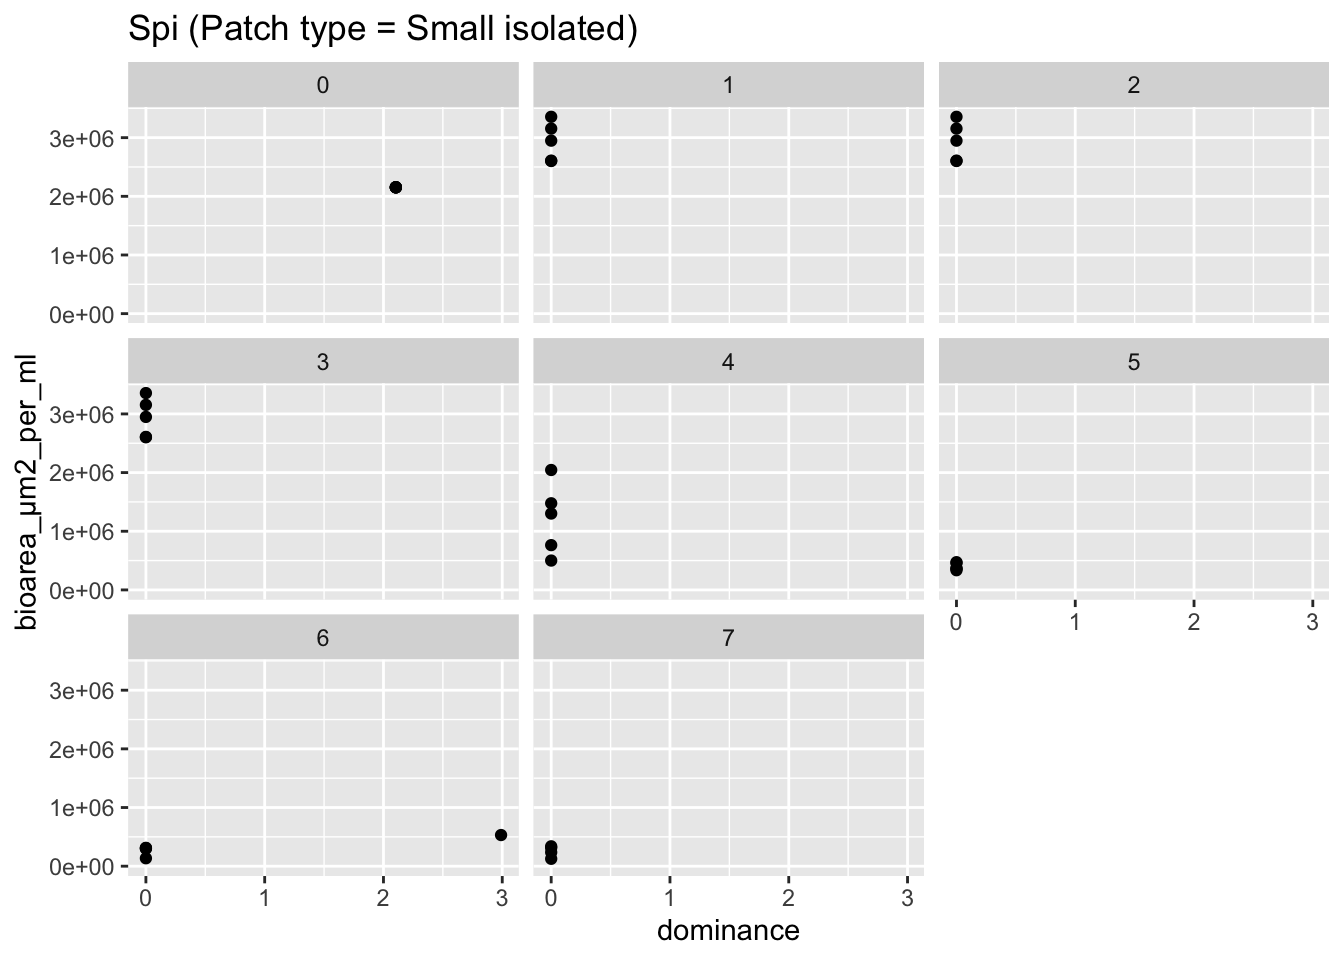 Spi (Patch type = Small isolated)
0 1 2
3e+06
2e+06
1e+06
0e+00
3 4 5
3e+06
2e+06
1e+06
0e+00
0 1 2 3
6 7
3e+06
2e+06
1e+06
0e+00
0 1 2 3 0 1 2 3
dominance
bioarea_µm2_per_ml